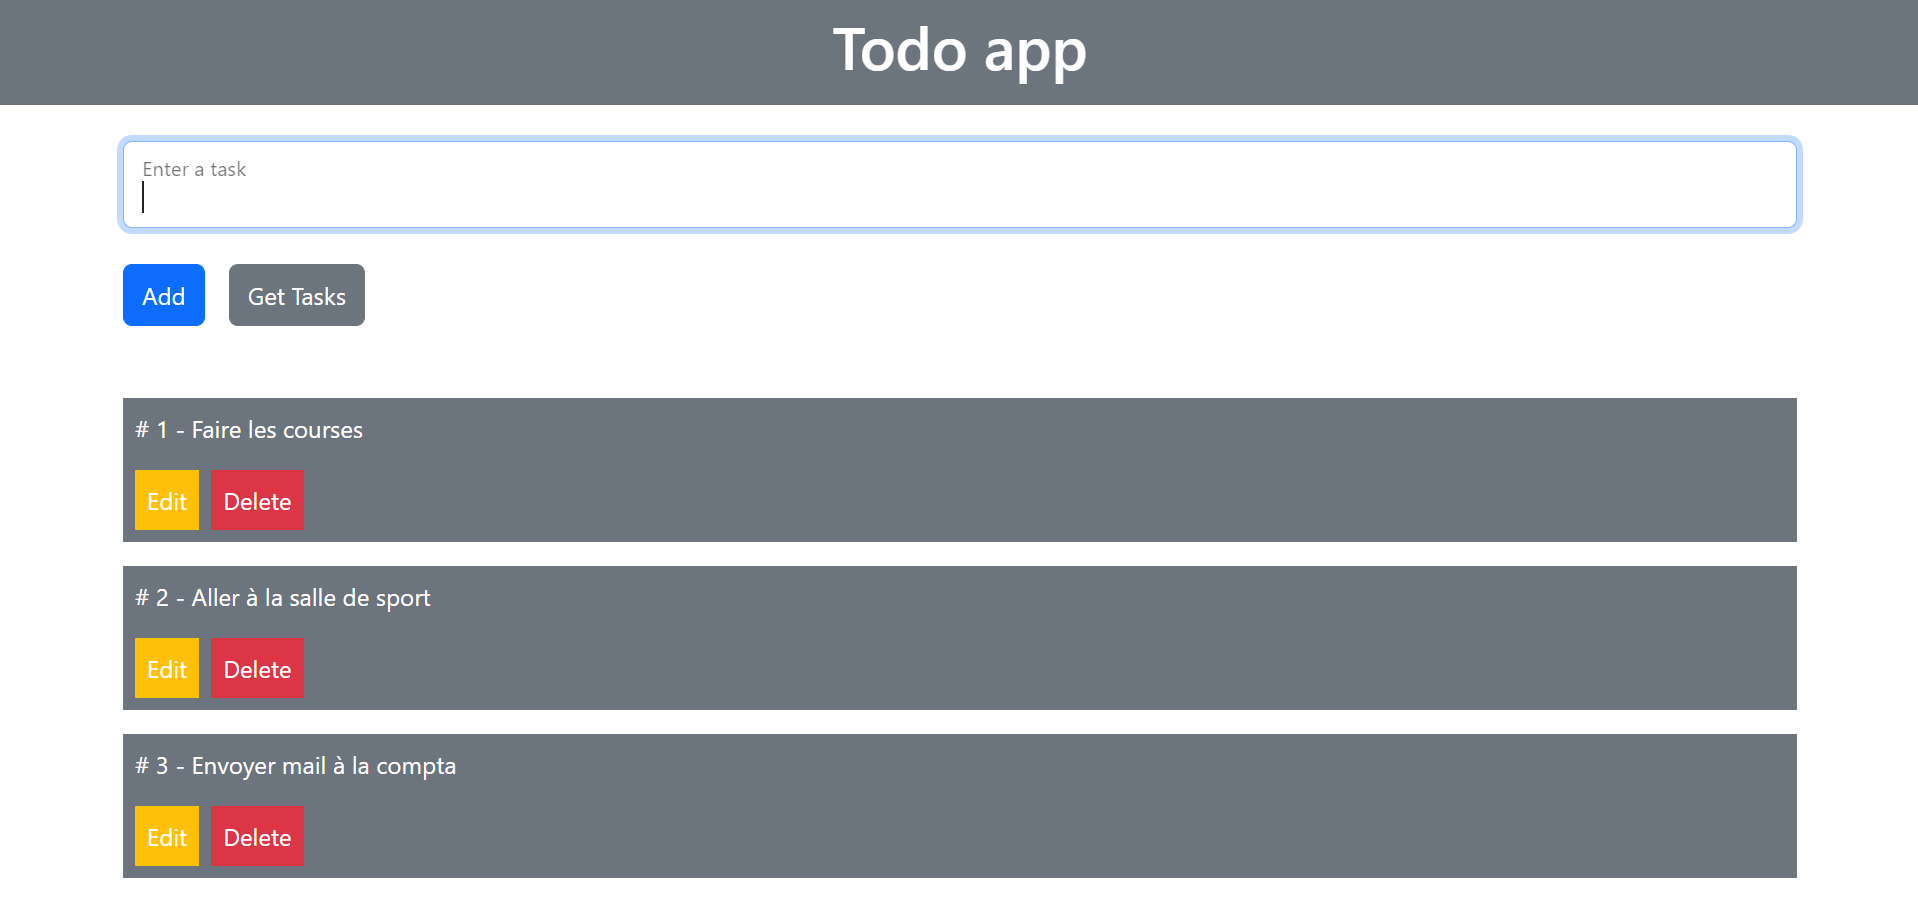 Todo app
Enter a task
Add Get Tasks
# 1 - Faire les courses
Edit Delete
# 2 - Aller à la salle de sport
Edit Delete
# 3 - Envoyer mail à la compta
Edit Delete